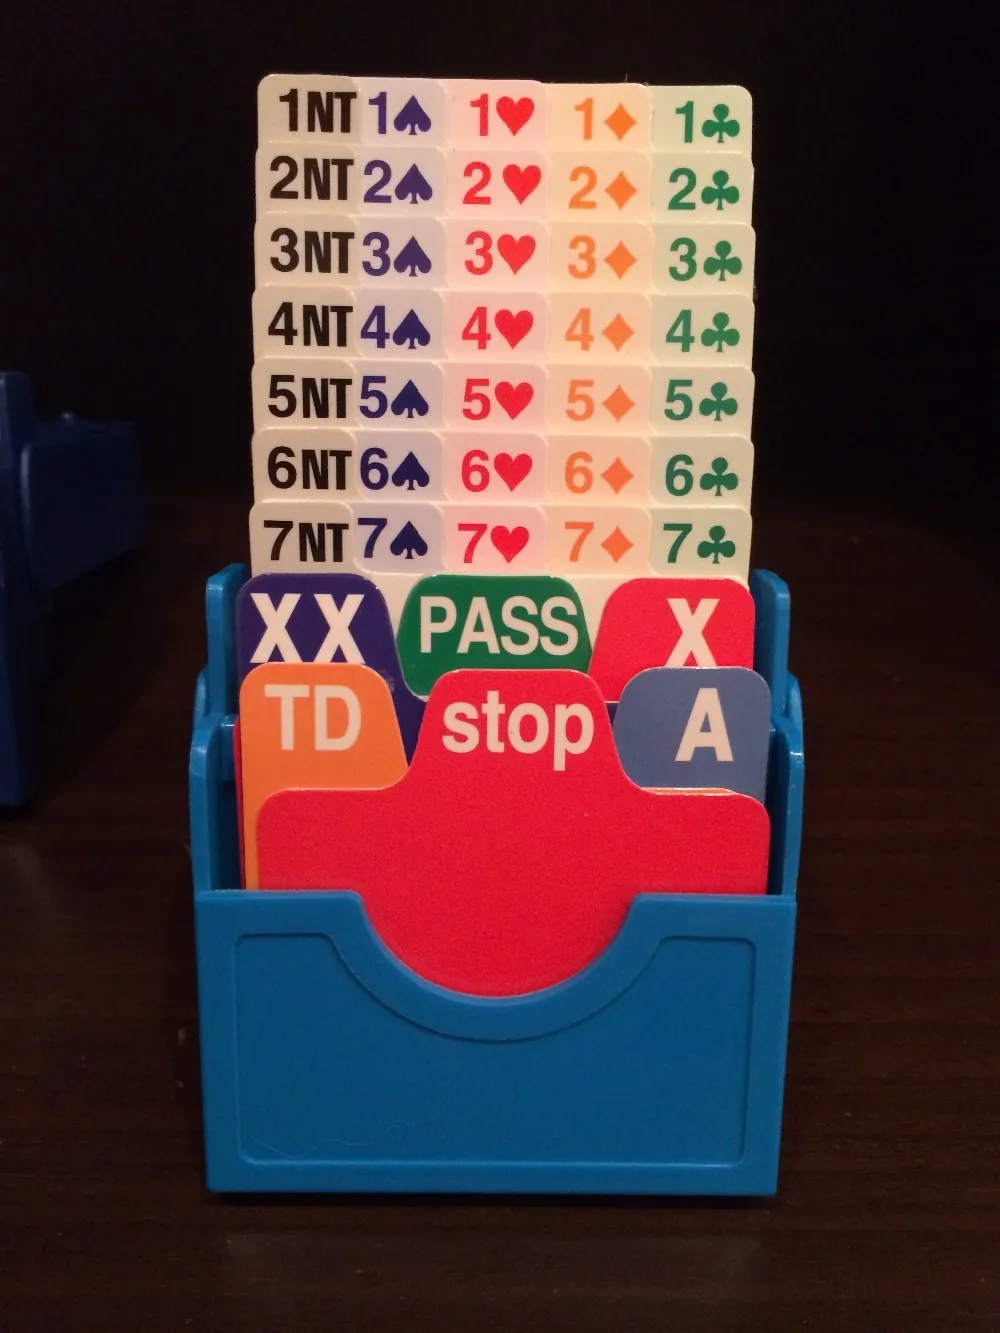 1NT 1♠ 1♥ 1♦ 1♣
2NT 2♠ 2♥ 2♦ 2♣
3NT 3♠ 3♥ 3♦ 3♣
4NT 4♠ 4♥ 4♦ 4♣
5NT 5♠ 5♥ 5♦ 5♣
6NT 6♠ 6♥ 6♦ 6♣
7NT 7♠ 7♥ 7♦ 7♣
XX PASS X
TD stop A